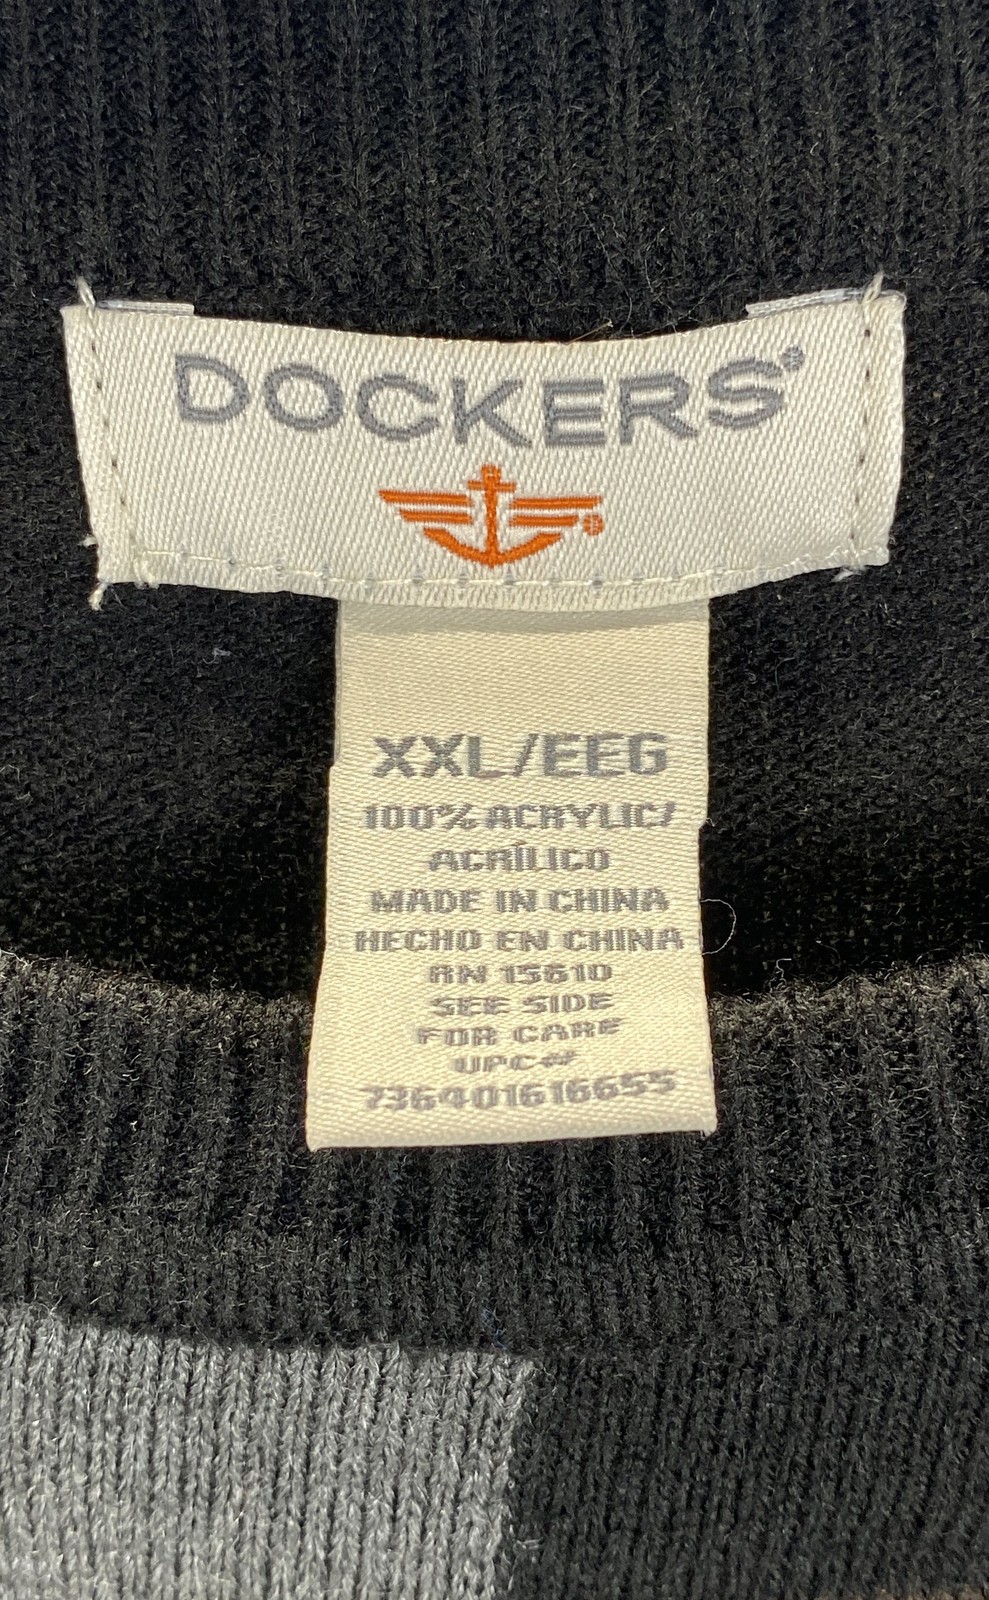 DOCKERS®
XXL/EEG
100% ACRYLIC/
ACRÍLICO
MADE IN CHINA
HECHO EN CHINA
RN 15610
SEE SIDE
FOR CARE
UPC#
736401616655